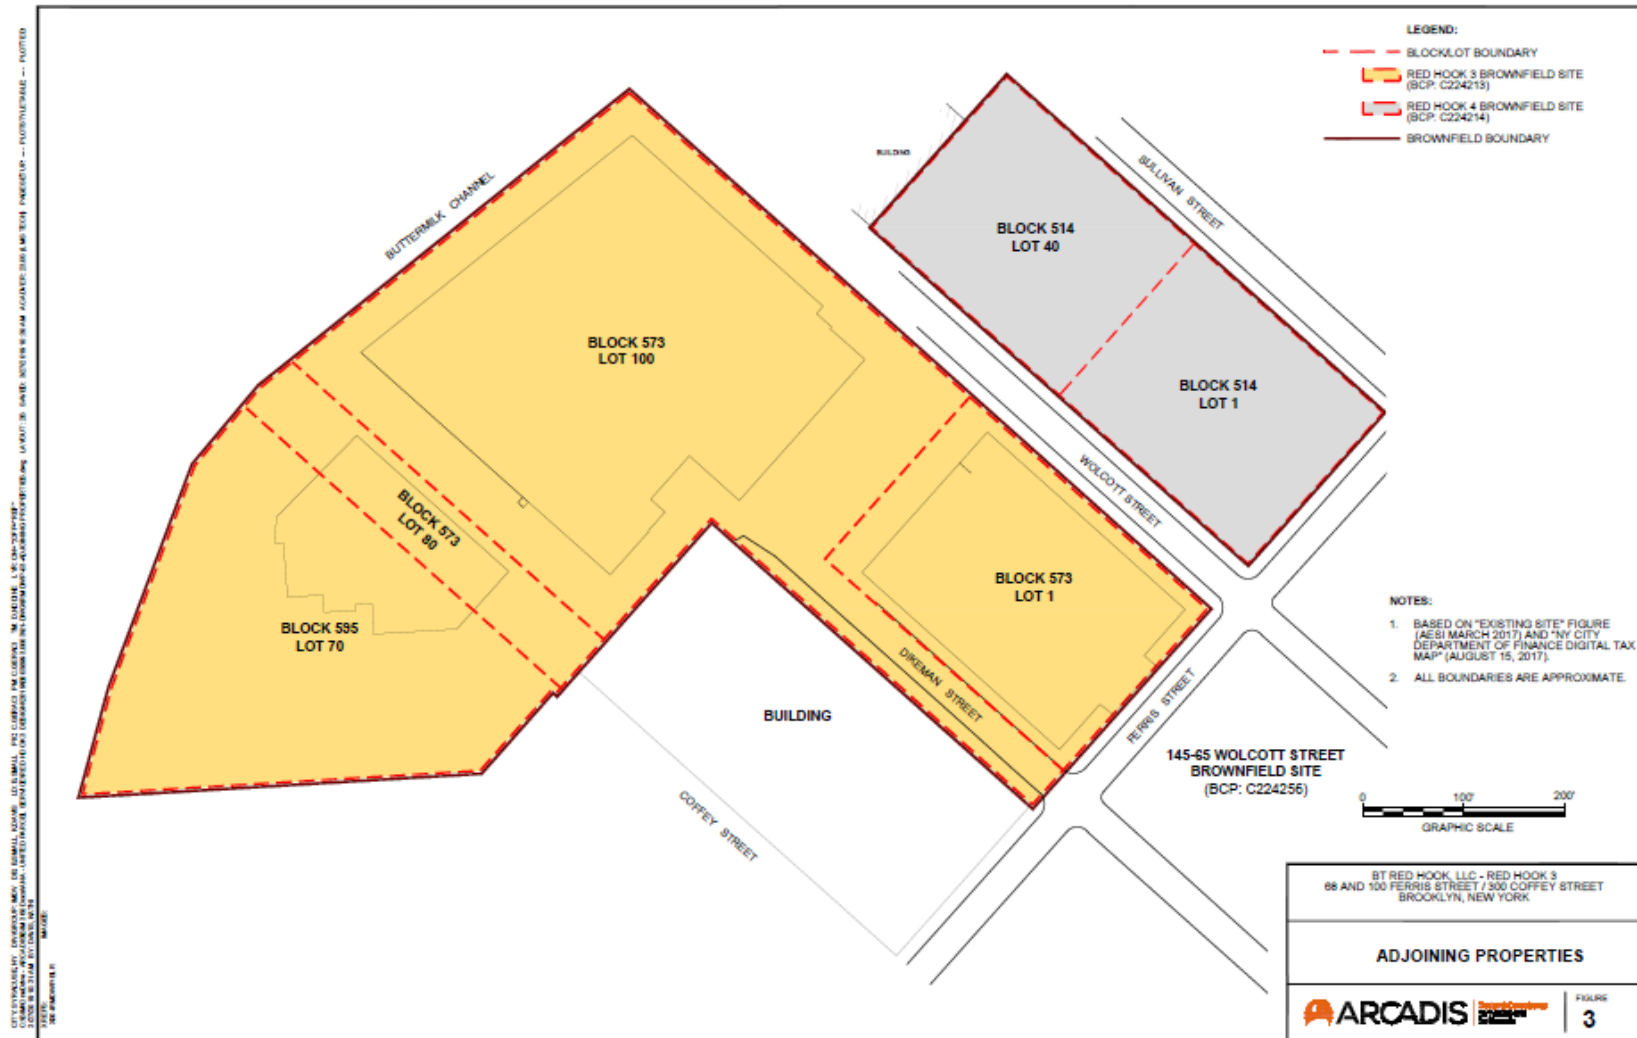 LEGEND:
BLOCK/LOT BOUNDARY
RED HOOK 3 BROWNFIELD SITE
(BCP: C224213)
RED HOOK 4 BROWNFIELD SITE
(BCP: C224214)
BROWNFIELD BOUNDARY
BUTTERMILK CHANNEL
BUILDING
SULLIVAN STREET
BLOCK 514
LOT 40
BLOCK 514
LOT 1
BLOCK 573
LOT 100
WOLCOTT STREET
BLOCK 573
LOT 80
BLOCK 573
LOT 1
BLOCK 595
LOT 70
DIKEMAN STREET
FERRIS STREET
BUILDING
COFFEY STREET
145-65 WOLCOTT STREET
BROWNFIELD SITE
(BCP: C224256)
NOTES:
1. BASED ON "EXISTING SITE" FIGURE
(AESI MARCH 2017) AND "NY CITY
DEPARTMENT OF FINANCE DIGITAL TAX
MAP" (AUGUST 15, 2017).
2. ALL BOUNDARIES ARE APPROXIMATE.
0 100' 200'
GRAPHIC SCALE
BT RED HOOK, LLC - RED HOOK 3
68 AND 100 FERRIS STREET / 300 COFFEY STREET
BROOKLYN, NEW YORK
ADJOINING PROPERTIES
ARCADIS
FIGURE
3